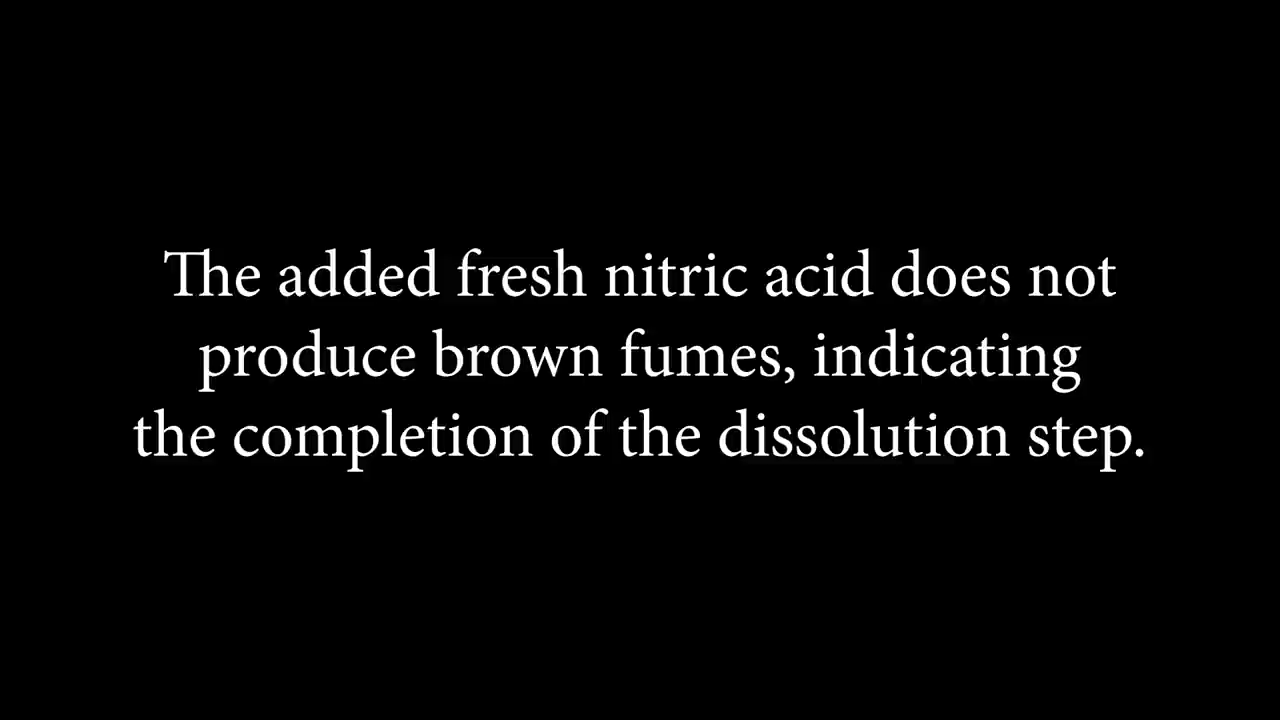 The added fresh nitric acid does not
produce brown fumes, indicating
the completion of the dissolution step.